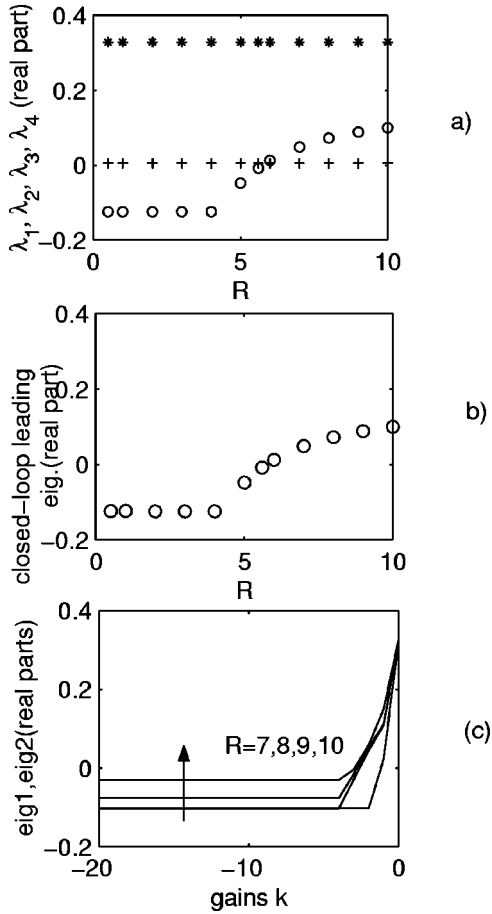 λ1, λ2, λ3, λ4 (real part)
0.4
0.2
0
−0.2
0
5
10
R
a)
closed−loop leading
eig.(real part)
0.4
0.2
0
−0.2
0
5
10
R
b)
eig1,eig2(real parts)
0.4
0.2
0
−0.2
R=7,8,9,10
−20
−10
0
gains k
(c)